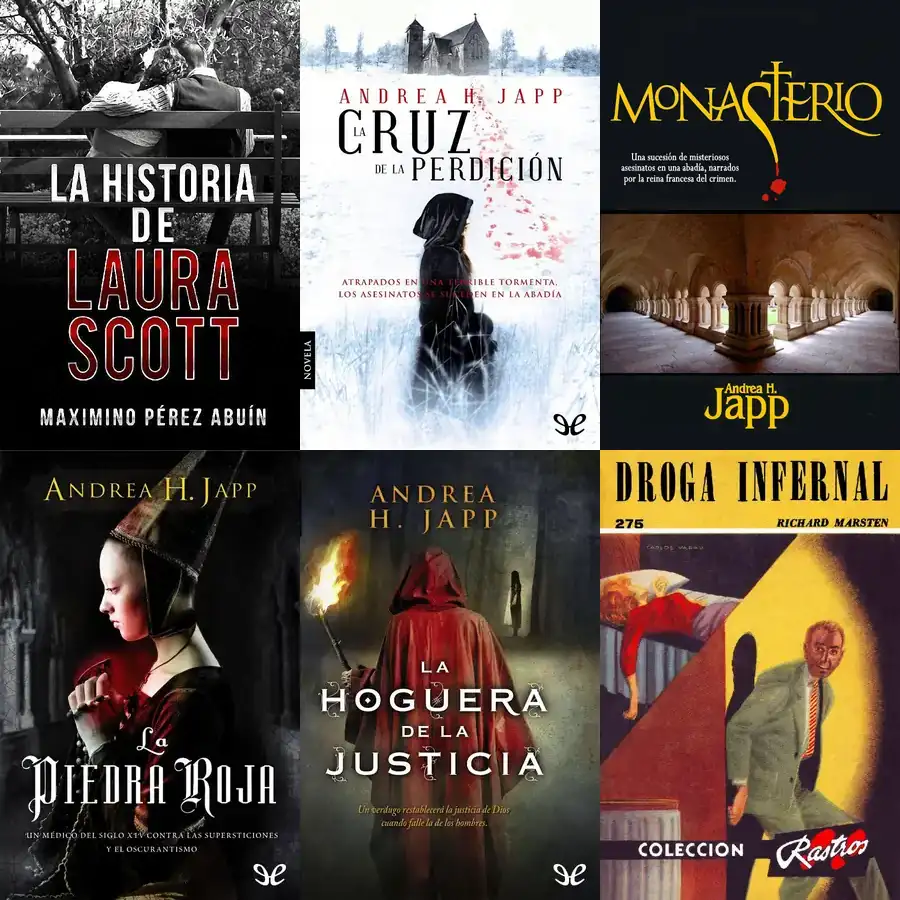 LA HISTORIA
DE
LAURA
SCOTT
MAXIMINO PÉREZ ABUÍN
ANDREA H. JAPP
LA
CRUZ
DE LA PERDICIÓN
ATRAPADOS EN UNA TERRIBLE TORMENTA,
LOS ASESINATOS SE SUCEDEN EN LA ABADÍA
NOVELA
MONASTERIO
Una sucesión de misteriosos
asesinatos en una abadía, narrados
por la reina francesa del crimen.
Andrea H.
Japp
ANDREA H. JAPP
La
PIEDRA ROJA
UN MÉDICO DEL SIGLO XIV CONTRA LAS SUPERSTICIONES
Y EL OSCURANTISMO
ANDREA
H. JAPP
LA
HOGUERA
DE LA
JUSTICIA
Un verdugo restablecerá la justicia de Dios
cuando falle la de los hombres.
DROGA INFERNAL
275
RICHARD MARSTEN
COLECCION
Rastros